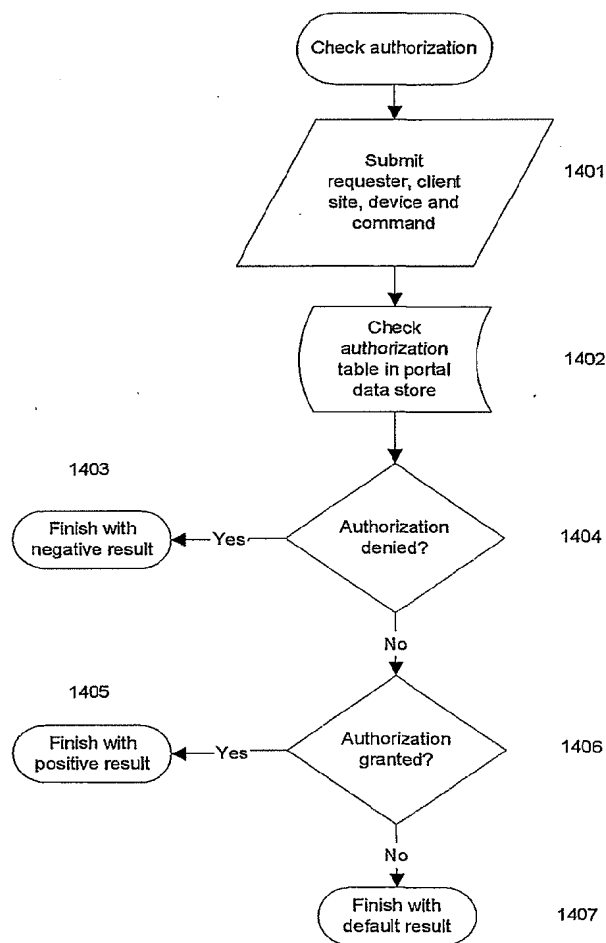 Check authorization
Submit
requester, client
site, device and
command
1401
Check
authorization
table in portal
data store
1402
1403
Finish with
negative result
Yes
Authorization
denied?
1404
No
1405
Finish with
positive result
Yes
Authorization
granted?
1406
No
Finish with
default result
1407